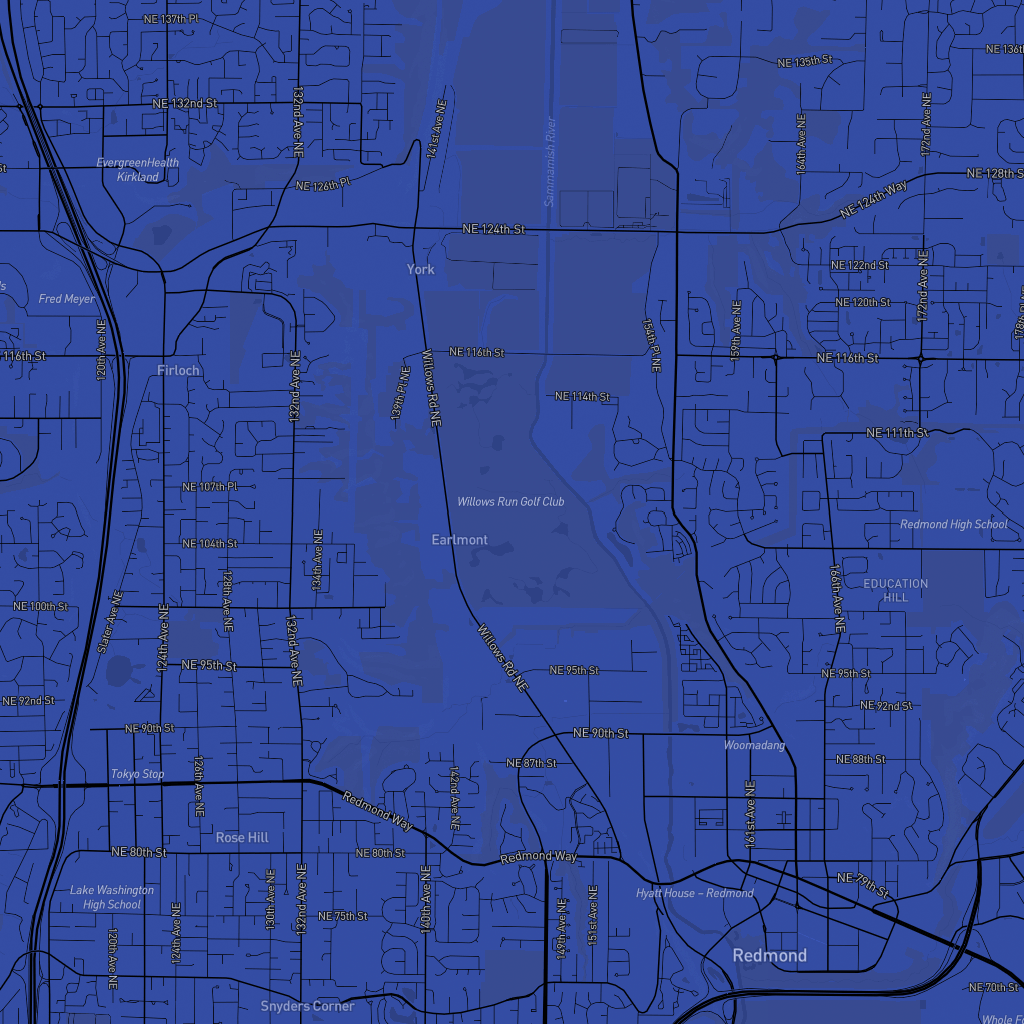 NE 137th Pl
NE 136th
NE 135th St
NE 132nd St
132nd Ave NE
141st Ave NE
164th Ave NE
172nd Ave NE
Sammamish River
EvergreenHealth
Kirkland
NE 126th Pl
NE 128th S
NE 124th Way
NE 124th St
York
NE 122nd St
172nd Ave NE
Fred Meyer
NE 120th St
178th
120th Ave NE
159th Ave NE
154th Pl NE
116th St
NE 116th St
NE 116th St
Firloch
132nd Ave NE
139th Pl NE
Willows Rd NE
NE 114th St
NE 111th St
NE 107th Pl
Willows Run Golf Club
Redmond High School
Earlmont
NE 104th St
134th Ave NE
128th Ave NE
166th Ave NE
EDUCATION
HILL
NE 100th St
Slater Ave NE
124th Ave NE
132nd Ave NE
Willows Rd NE
NE 95th St
NE 95th St
NE 95th St
NE 92nd St
NE 92nd St
NE 90th St
NE 90th St
Woomadang
NE 87th St
NE 88th St
Tokyo Stop
126th Ave NE
142nd Ave NE
161st Ave NE
Redmond Way
Rose Hill
NE 80th St
NE 80th St
Redmond Way
NE 79th St
Lake Washington
High School
Hyatt House – Redmond
130th Ave NE
132nd Ave NE
140th Ave NE
NE 75th St
149th Ave NE
151st Ave NE
120th Ave NE
124th Ave NE
Redmond
NE 70th St
Snyders Corner
Whole F